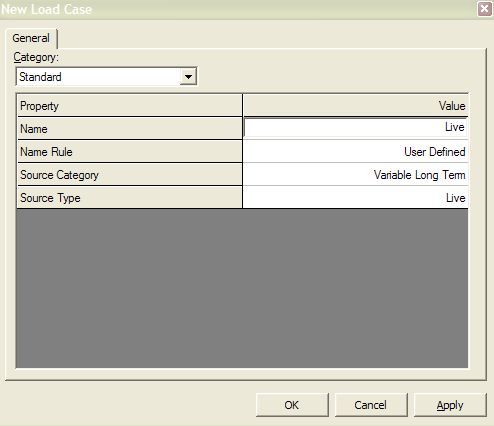 New Load Case
General
Category:
Standard
Property Value
Name Live
Name Rule User Defined
Source Category Variable Long Term
Source Type Live
OK Cancel Apply